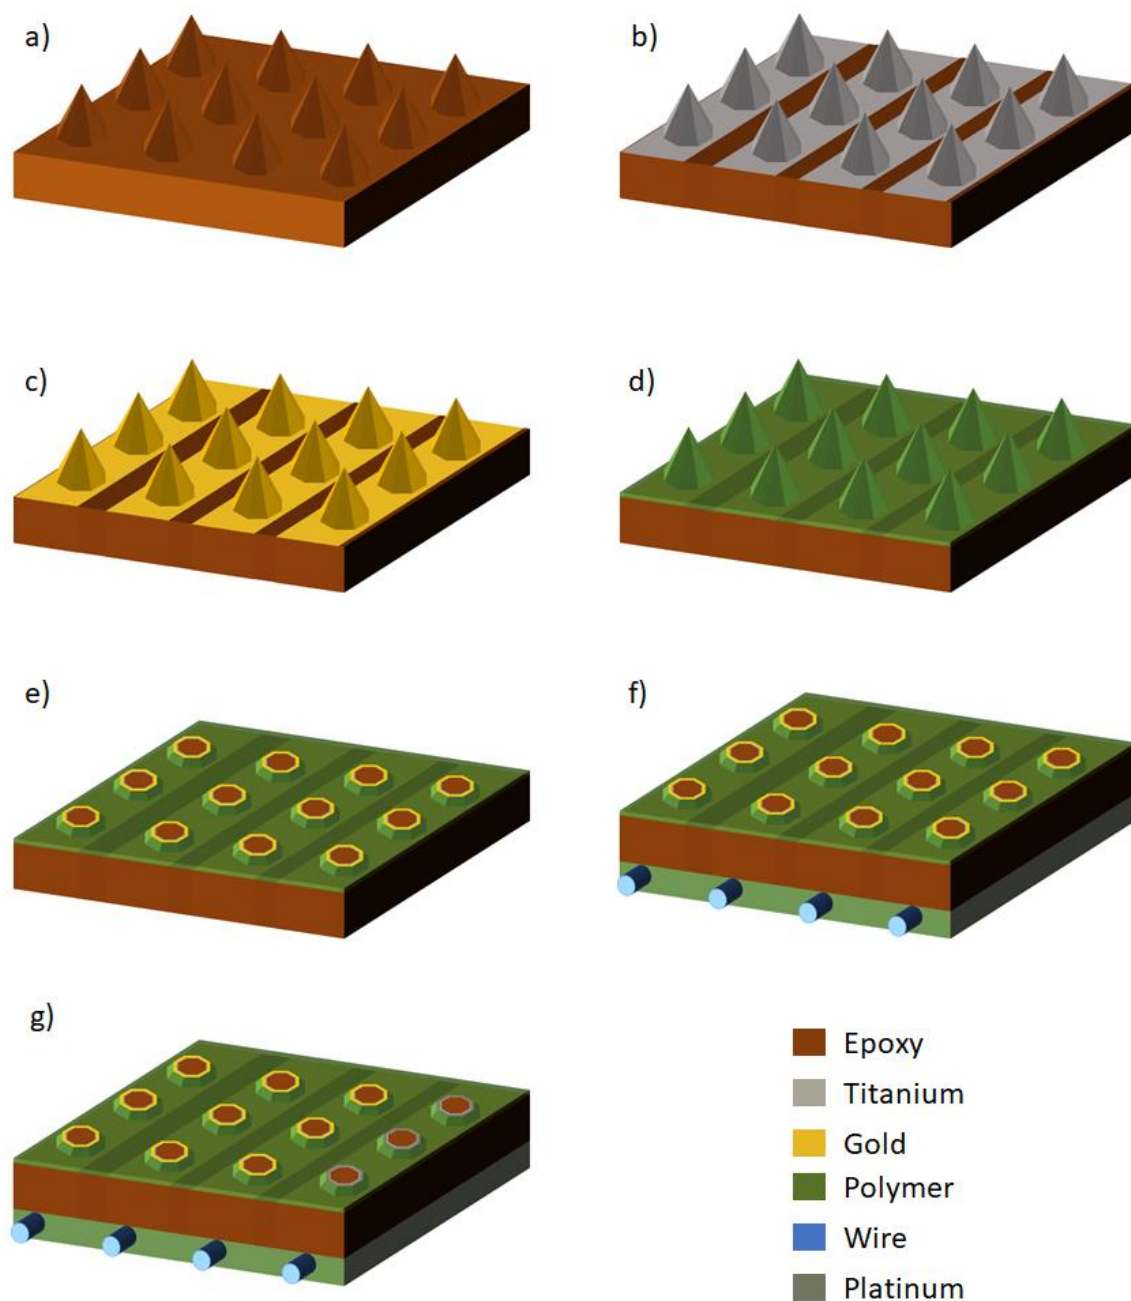 a)
b)
c)
d)
e)
f)
g)
Epoxy
Titanium
Gold
Polymer
Wire
Platinum